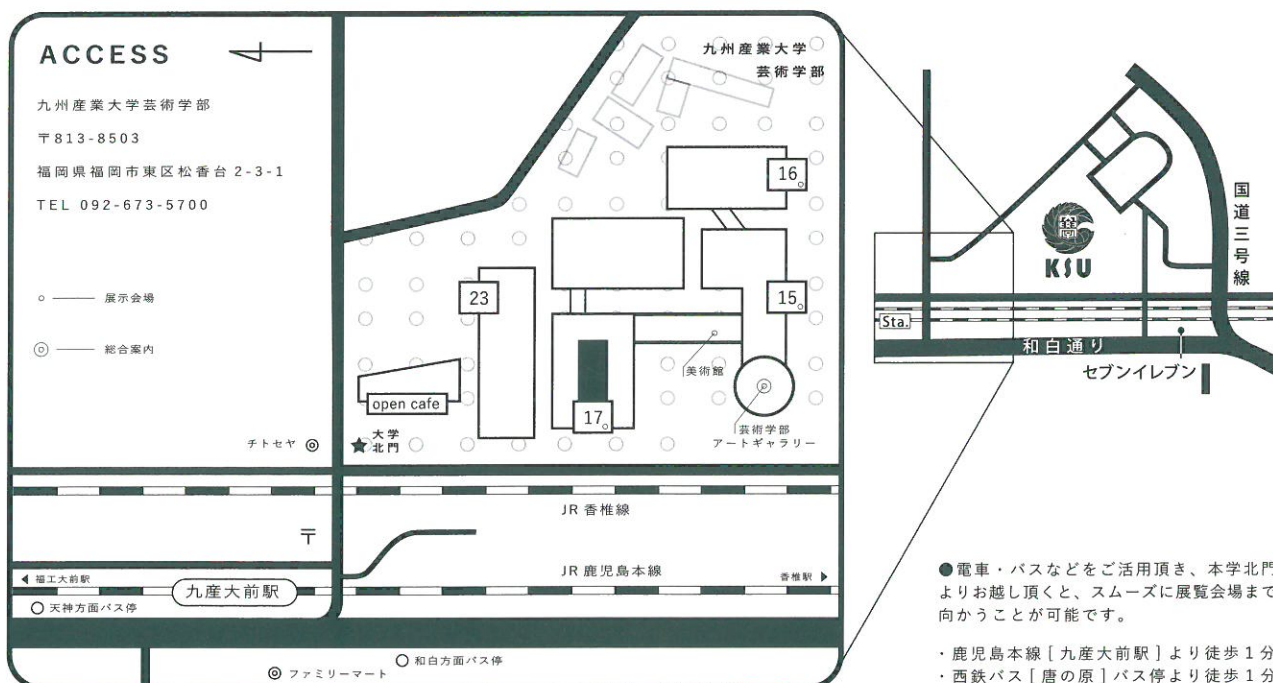 ACCESS
九州産業大学芸術学部
〒813-8503
福岡県福岡市東区松香台 2-3-1
TEL 092-673-5700
展示会場
総合案内
九州産業大学
芸術学部
16
15
23
17
美術館
open cafe
芸術学部
アートギャラリー
チトセヤ
大学
北門
JR 香椎線
〒
JR 鹿児島本線
福工大前駅
香椎駅
九産大前駅
天神方面バス停
和白方面バス停
ファミリーマート
KSU
国道三号線
Sta.
和白通り
セブンイレブン
●電車・バスなどをご活用頂き、本学北門
よりお越し頂くと、スムーズに展覧会場まで
向かうことが可能です。
・鹿児島本線 [ 九産大前駅 ] より徒歩 1 分
・西鉄バス [ 唐の原 ] バス停より徒歩 1 分